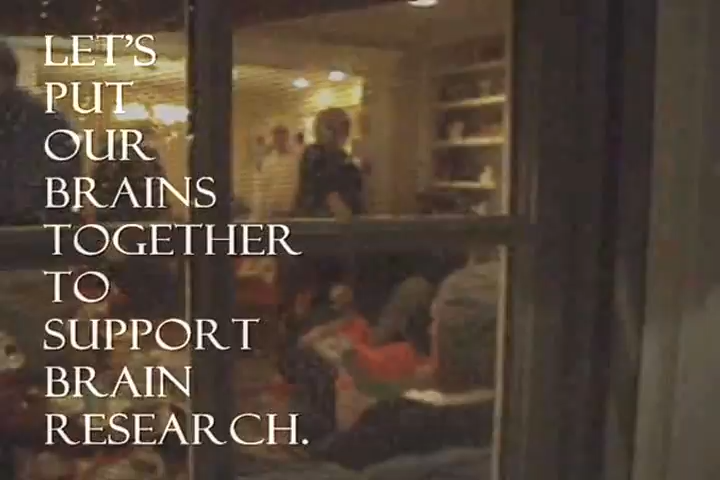 LET'S
PUT
OUR
BRAINS
TOGETHER
TO
SUPPORT
BRAIN
RESEARCH.